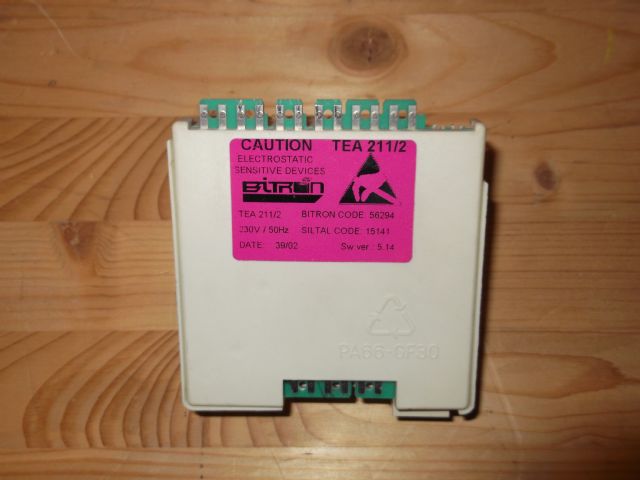 CAUTION TEA 211/2
ELECTROSTATIC
SENSITIVE DEVICES
BiTRON
TEA 211/2 BITRON CODE: 56294
230V / 50Hz SILTAL CODE: 15141
DATE: 39/02 Sw.ver.: 5.14
PA66-GF30